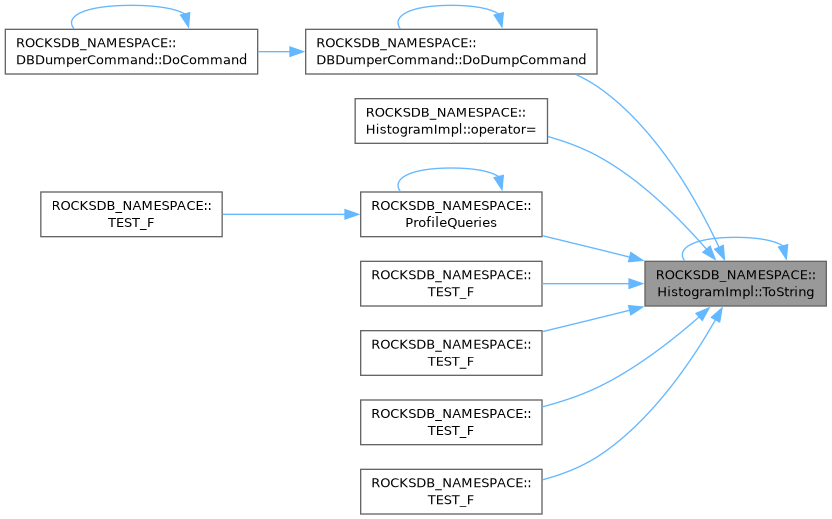 ROCKSDB_NAMESPACE::
DBDumperCommand::DoCommand
ROCKSDB_NAMESPACE::
DBDumperCommand::DoDumpCommand
ROCKSDB_NAMESPACE::
HistogramImpl::operator=
ROCKSDB_NAMESPACE::
TEST_F
ROCKSDB_NAMESPACE::
ProfileQueries
ROCKSDB_NAMESPACE::
HistogramImpl::ToString
ROCKSDB_NAMESPACE::
TEST_F
ROCKSDB_NAMESPACE::
TEST_F
ROCKSDB_NAMESPACE::
TEST_F
ROCKSDB_NAMESPACE::
TEST_F